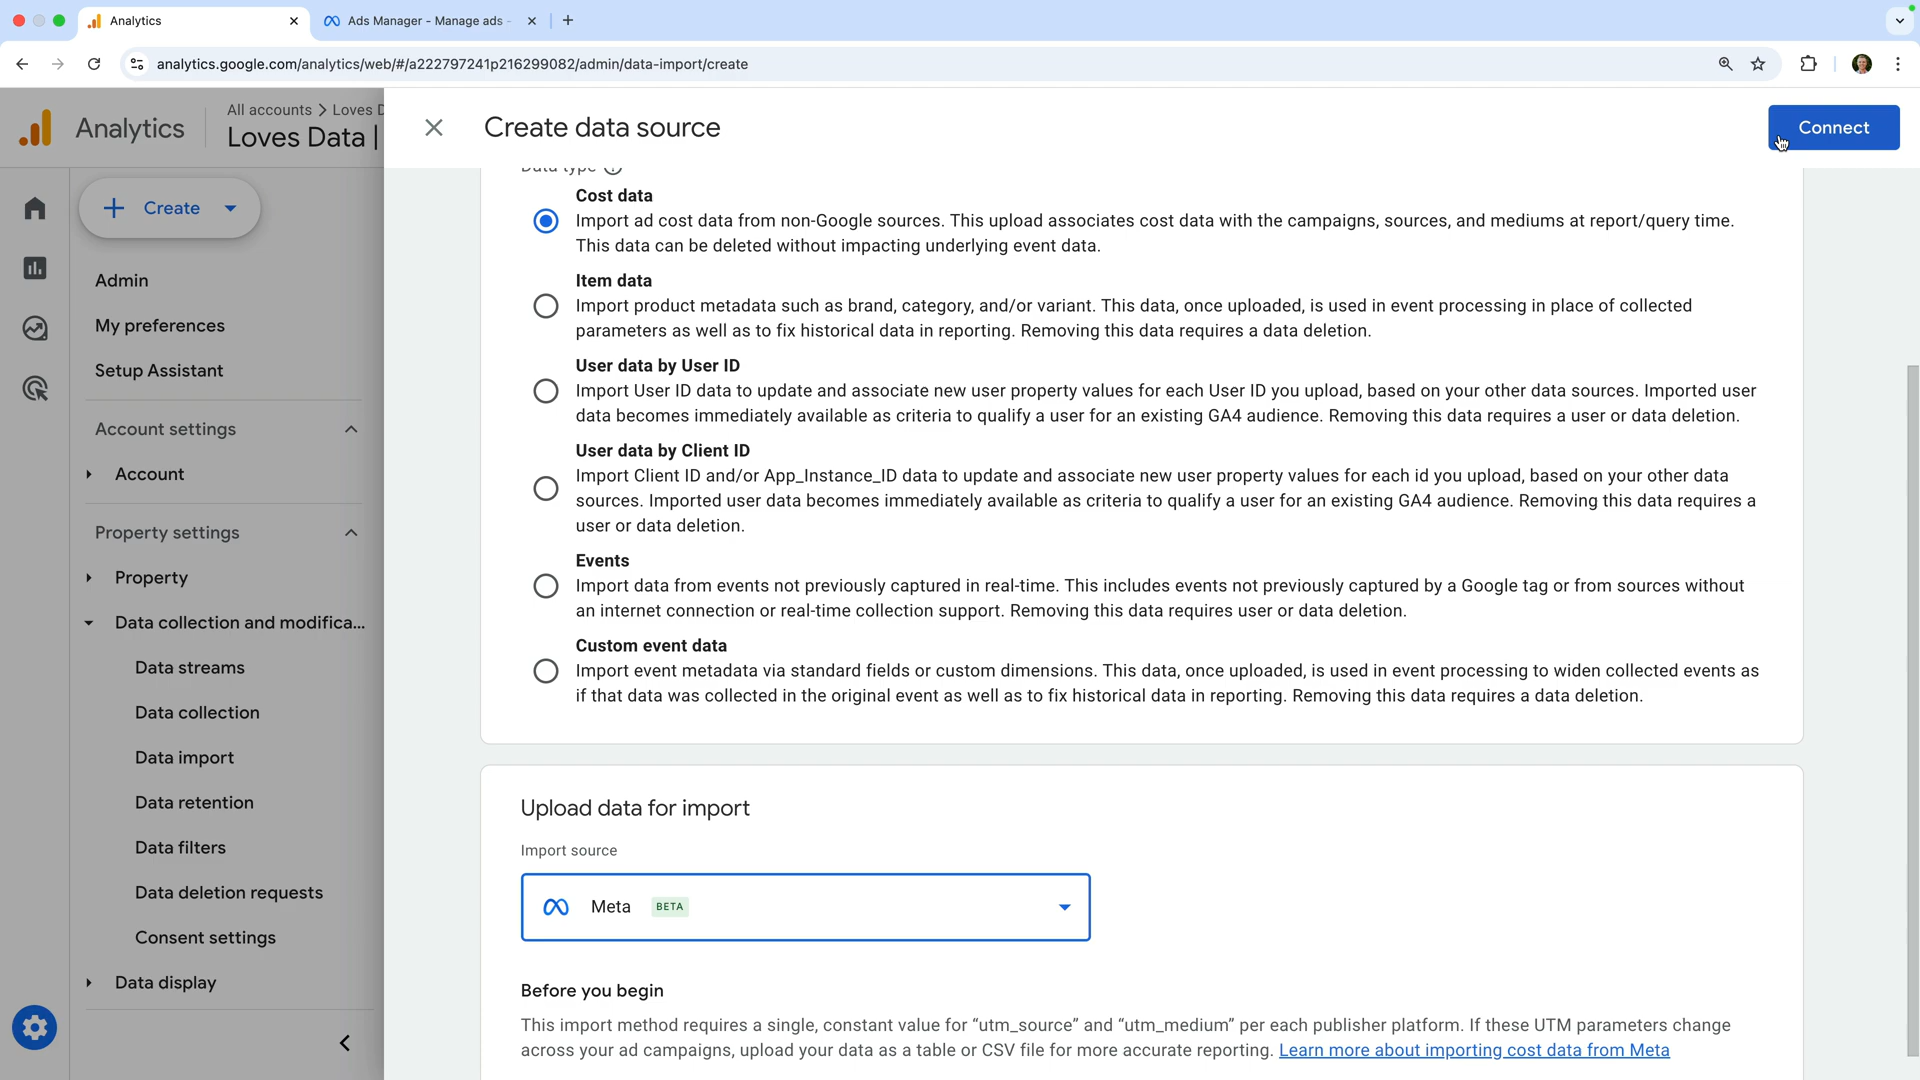 Analytics
Ads Manager - Manage ads -
analytics.google.com/analytics/web/#/a222797241p216299082/admin/data-import/create
Analytics
All accounts > Loves D
Loves Data |
Create data source
Connect
Create
Admin
My preferences
Setup Assistant
Account settings
Account
Property settings
Property
Data collection and modifica...
Data streams
Data collection
Data import
Data retention
Data filters
Data deletion requests
Consent settings
Data display
Data type
Cost data
Import ad cost data from non-Google sources. This upload associates cost data with the campaigns, sources, and mediums at report/query time.
This data can be deleted without impacting underlying event data.
Item data
Import product metadata such as brand, category, and/or variant. This data, once uploaded, is used in event processing in place of collected
parameters as well as to fix historical data in reporting. Removing this data requires a data deletion.
User data by User ID
Import User ID data to update and associate new user property values for each User ID you upload, based on your other data sources. Imported user
data becomes immediately available as criteria to qualify a user for an existing GA4 audience. Removing this data requires a user or data deletion.
User data by Client ID
Import Client ID and/or App_Instance_ID data to update and associate new user property values for each id you upload, based on your other data
sources. Imported user data becomes immediately available as criteria to qualify a user for an existing GA4 audience. Removing this data requires a
user or data deletion.
Events
Import data from events not previously captured in real-time. This includes events not previously captured by a Google tag or from sources without
an internet connection or real-time collection support. Removing this data requires user or data deletion.
Custom event data
Import event metadata via standard fields or custom dimensions. This data, once uploaded, is used in event processing to widen collected events as
if that data was collected in the original event as well as to fix historical data in reporting. Removing this data requires a data deletion.
Upload data for import
Import source
Meta BETA
Before you begin
This import method requires a single, constant value for “utm_source” and “utm_medium” per each publisher platform. If these UTM parameters change
across your ad campaigns, upload your data as a table or CSV file for more accurate reporting. Learn more about importing cost data from Meta